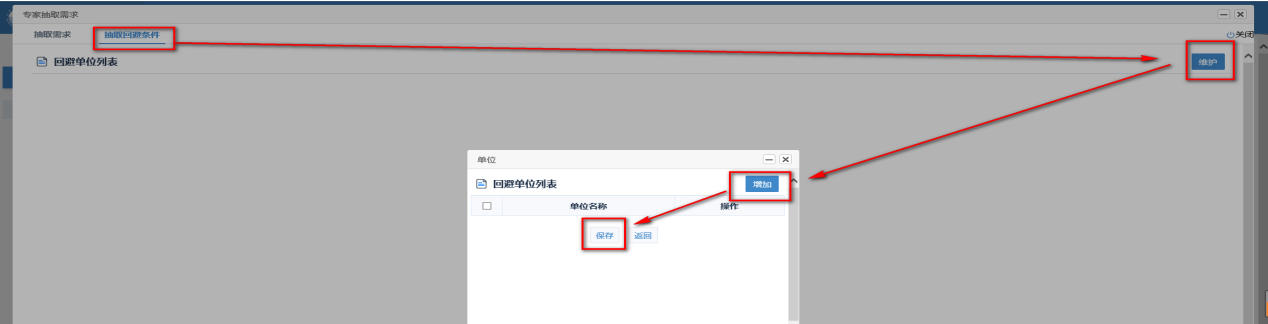 专家抽取需求
抽取需求 抽取回避条件 关闭
回避单位列表 维护
单位
回避单位列表 增加
单位名称 操作
保存 返回